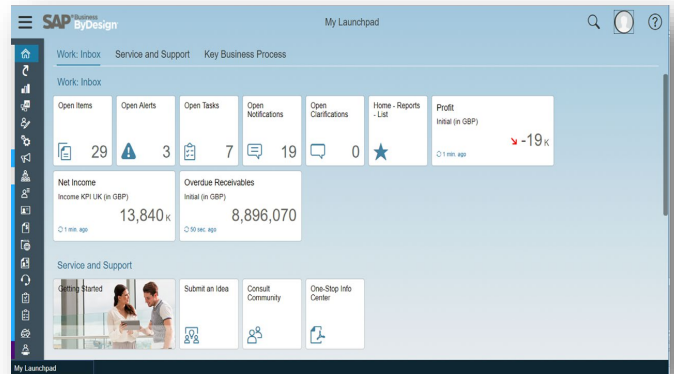 SAP Business ByDesign
My Launchpad
Work: Inbox Service and Support Key Business Process
Work: Inbox
Open Items
29
Open Alerts
3
Open Tasks
7
Open
Notifications
19
Open
Clarifications
0
Home - Reports
- List
Profit
Initial (in GBP)
-19 K
1 min. ago
Net Income
Income KPI UK (in GBP)
13,840 K
1 min. ago
Overdue Receivables
Initial (in GBP)
8,896,070
50 sec. ago
Service and Support
Getting Started
Submit an Idea
Consult
Community
One-Stop Info
Center
My Launchpad